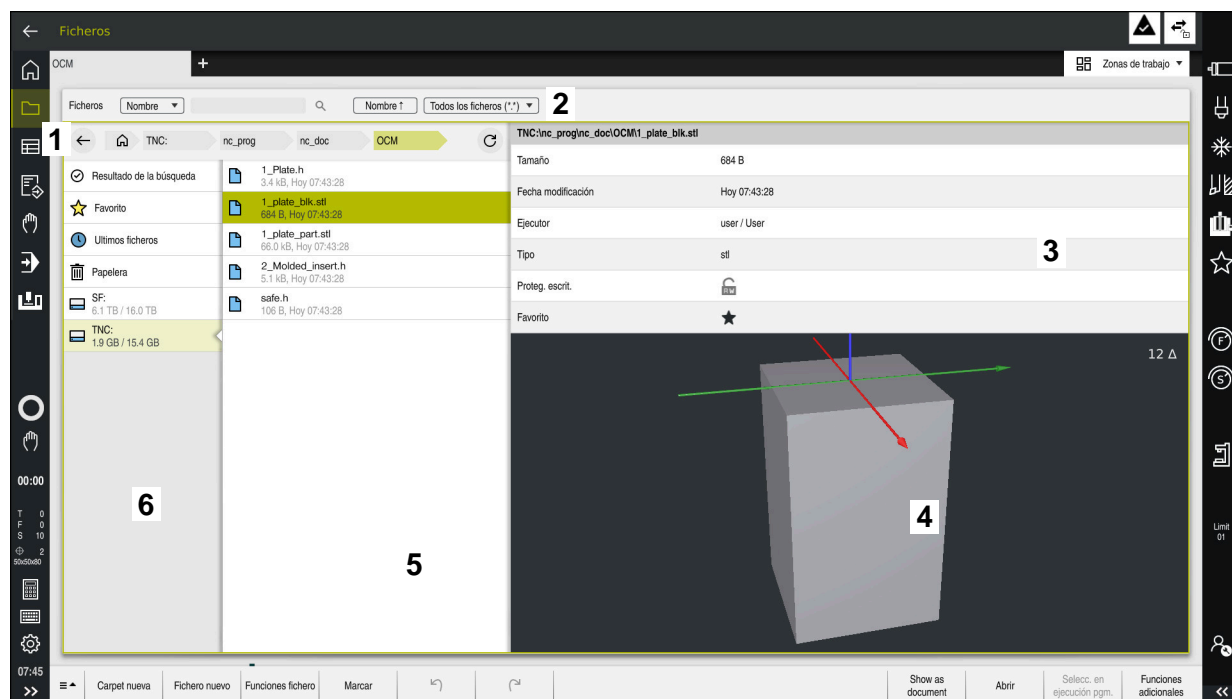 Ficheros
OCM
+
Zonas de trabajo
Ficheros
Nombre
Nombre ↑
Todos los ficheros (*.*)
2
1
TNC:
nc_prog
nc_doc
OCM
Resultado de la búsqueda
Favorito
Ultimos ficheros
Papelera
SF:
6.1 TB / 16.0 TB
TNC:
1.9 GB / 15.4 GB
6
1_Plate.h
3.4 kB, Hoy 07:43:28
1_plate_blk.stl
684 B, Hoy 07:43:28
1_plate_part.stl
66.0 kB, Hoy 07:43:28
2_Molded_insert.h
5.1 kB, Hoy 07:43:28
safe.h
106 B, Hoy 07:43:28
5
TNC:\nc_prog\nc_doc\OCM\1_plate_blk.stl
Tamaño 684 B
Fecha modificación Hoy 07:43:28
Ejecutor user / User
Tipo stl
3
Proteg. escrit. RW
Favorito
12 Δ
4
00:00
T 0
F 0
S 10
2
50x50x80
07:45
F
S
Limit
01
Carpet nueva
Fichero nuevo
Funciones fichero
Marcar
Show as
document
Abrir
Selecc. en
ejecución pgm.
Funciones
adicionales